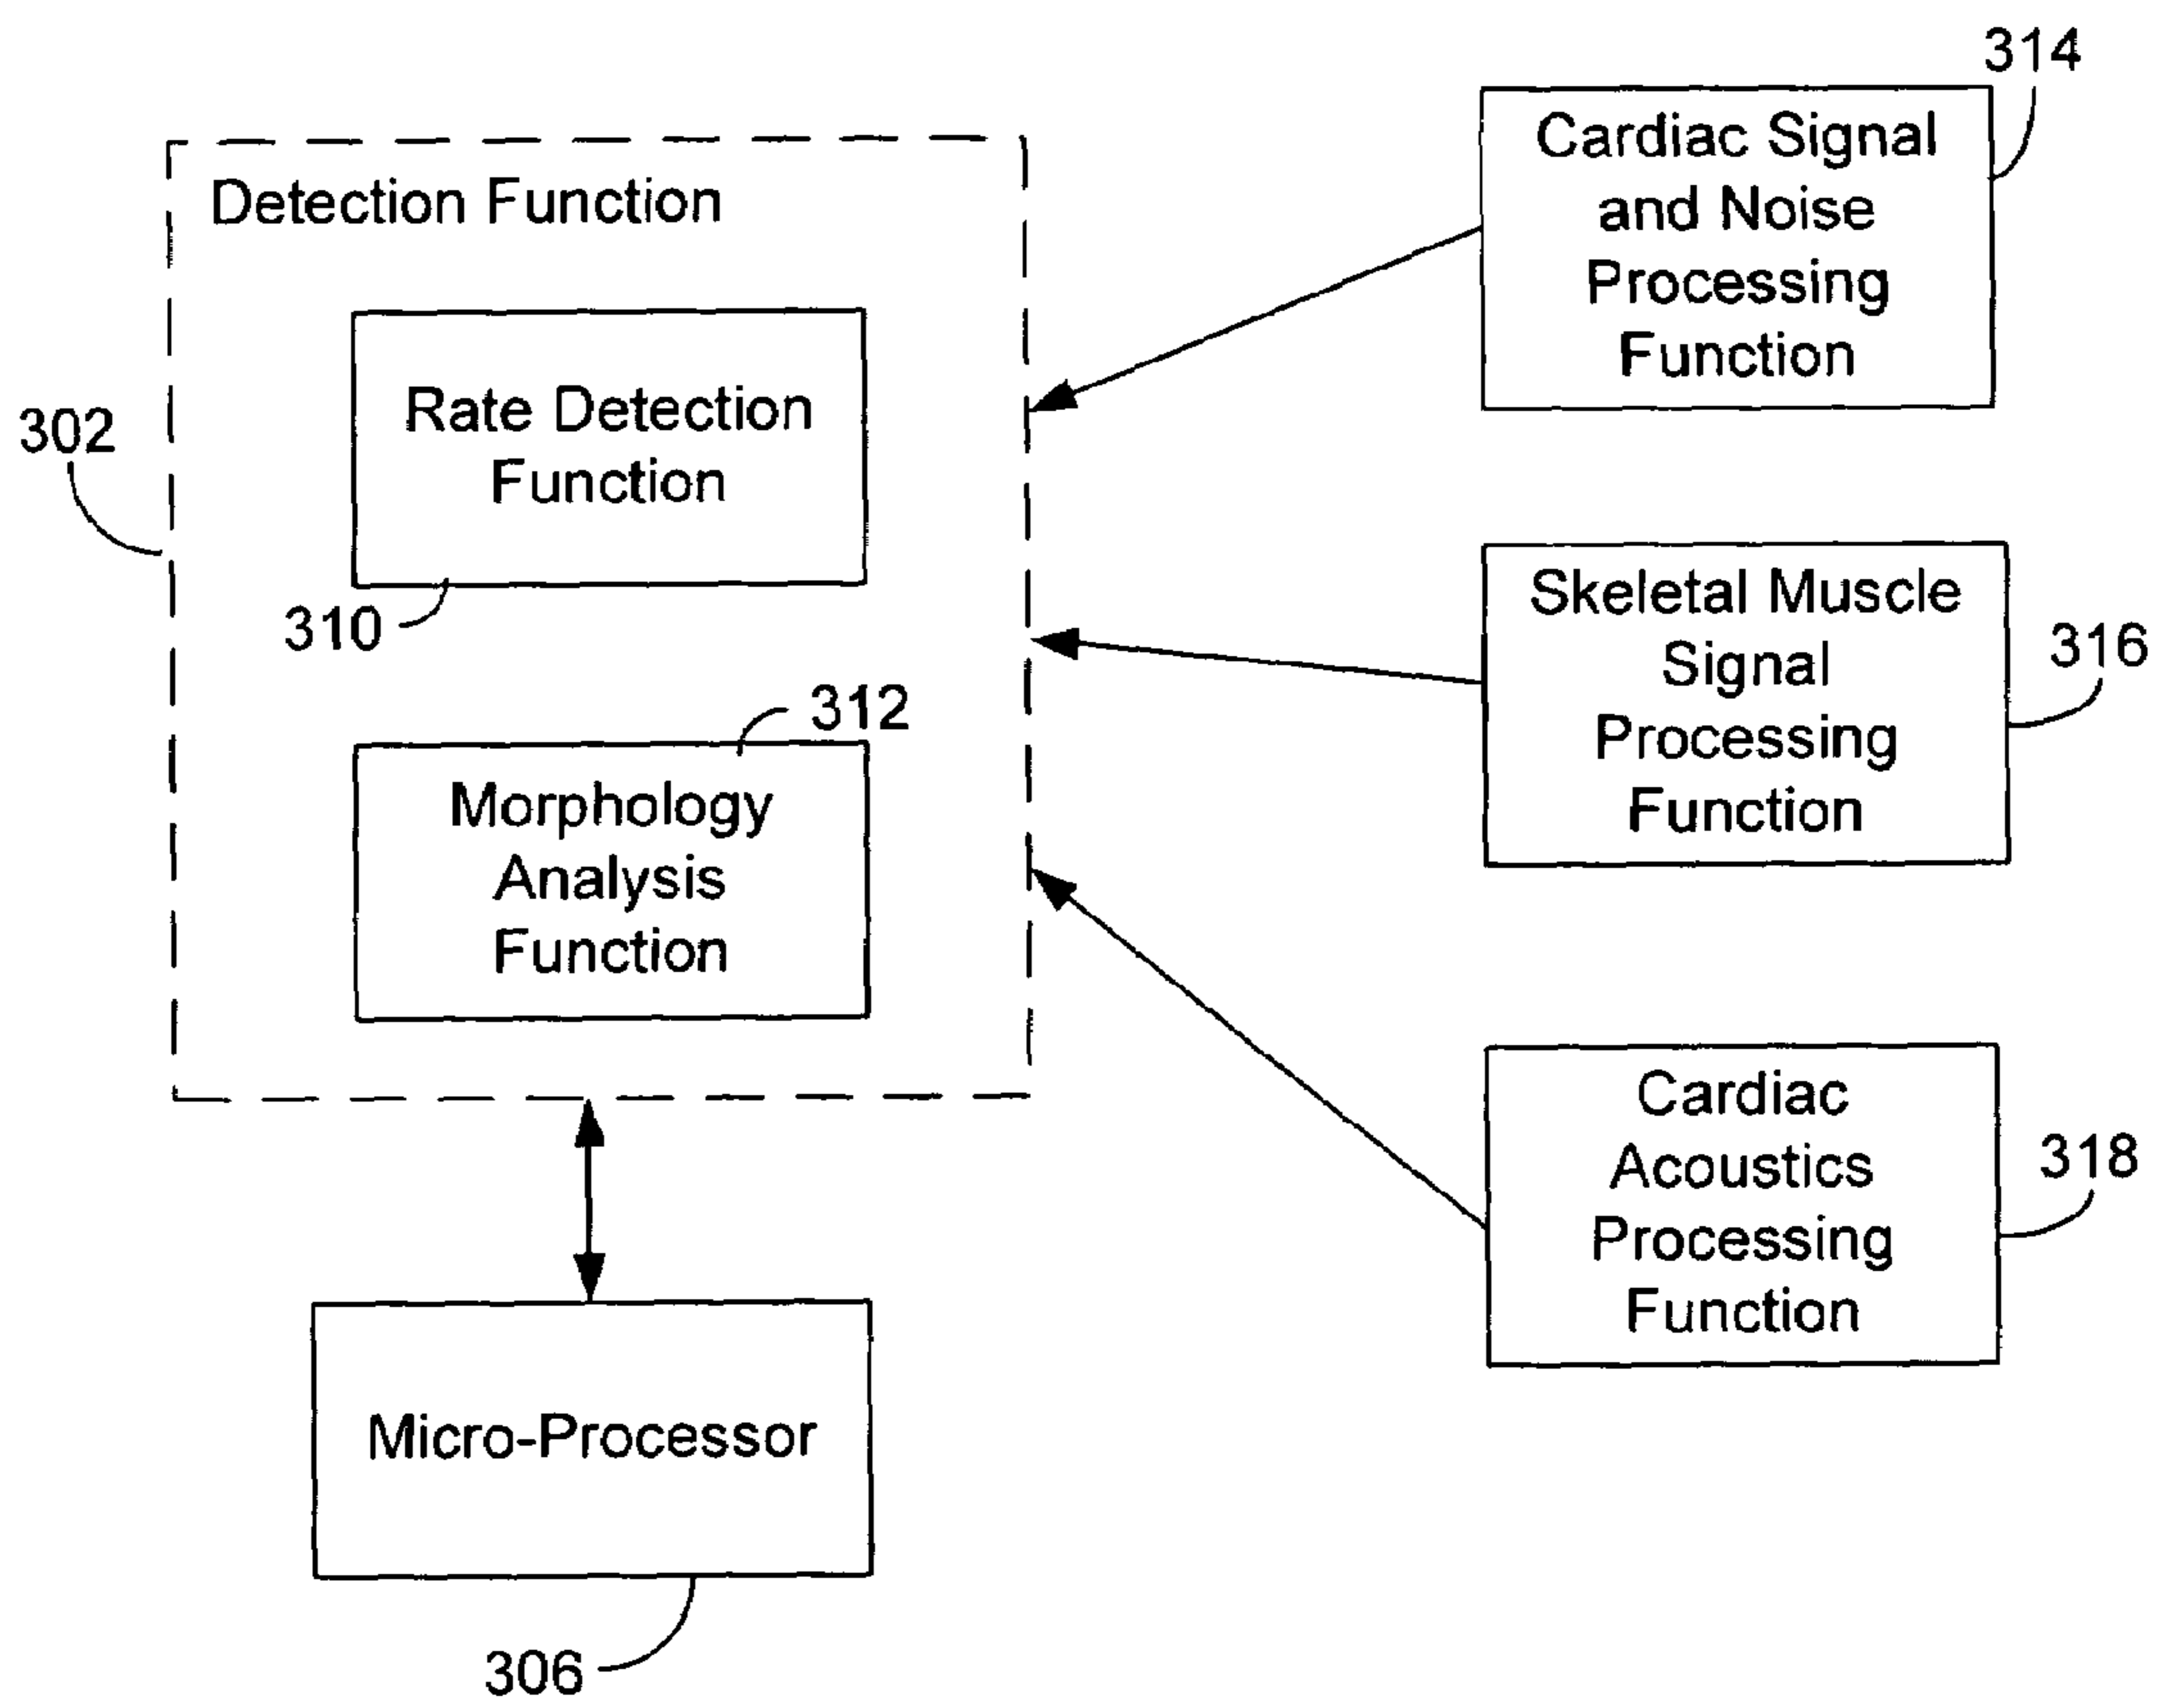 Detection Function
302
Rate Detection
Function
310
312
Morphology
Analysis
Function
Micro-Processor
306
314
Cardiac Signal
and Noise
Processing
Function
Skeletal Muscle
Signal
Processing
Function
316
Cardiac
Acoustics
Processing
Function
318